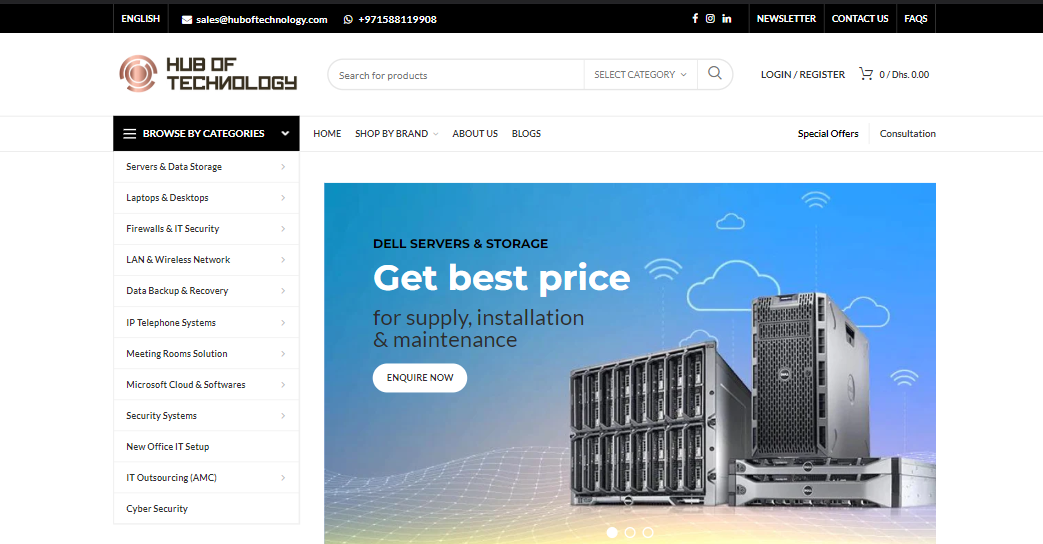 ENGLISH
sales@huboftechnology.com
+971588119908
NEWSLETTER
CONTACT US
FAQS
HUB OF
TECHNOLOGY
Search for products
SELECT CATEGORY
LOGIN / REGISTER
0 / Dhs. 0.00
BROWSE BY CATEGORIES
HOME
SHOP BY BRAND
ABOUT US
BLOGS
Special Offers
Consultation
Servers & Data Storage
Laptops & Desktops
Firewalls & IT Security
LAN & Wireless Network
Data Backup & Recovery
IP Telephone Systems
Meeting Rooms Solution
Microsoft Cloud & Softwares
Security Systems
New Office IT Setup
IT Outsourcing (AMC)
Cyber Security
DELL SERVERS & STORAGE
Get best price
for supply, installation
& maintenance
ENQUIRE NOW